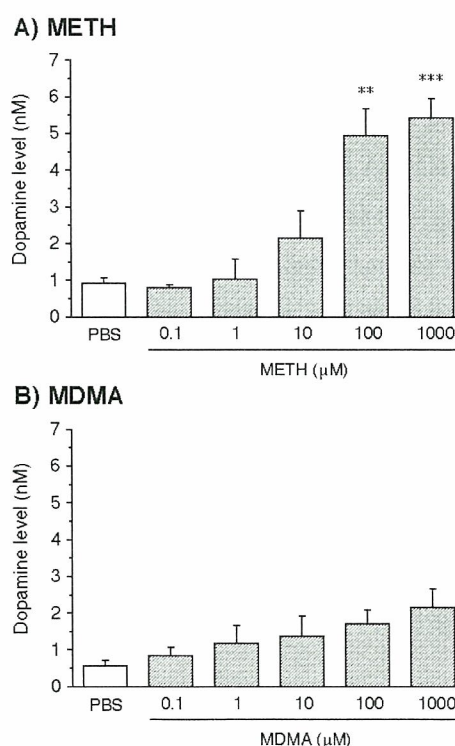 A) METH
7
6
5
4
3
2
1
0
Dopamine level (nM)
** ***
PBS 0.1 1 10 100 1000
METH (μM)
B) MDMA
7
6
5
4
3
2
1
0
Dopamine level (nM)
PBS 0.1 1 10 100 1000
MDMA (μM)